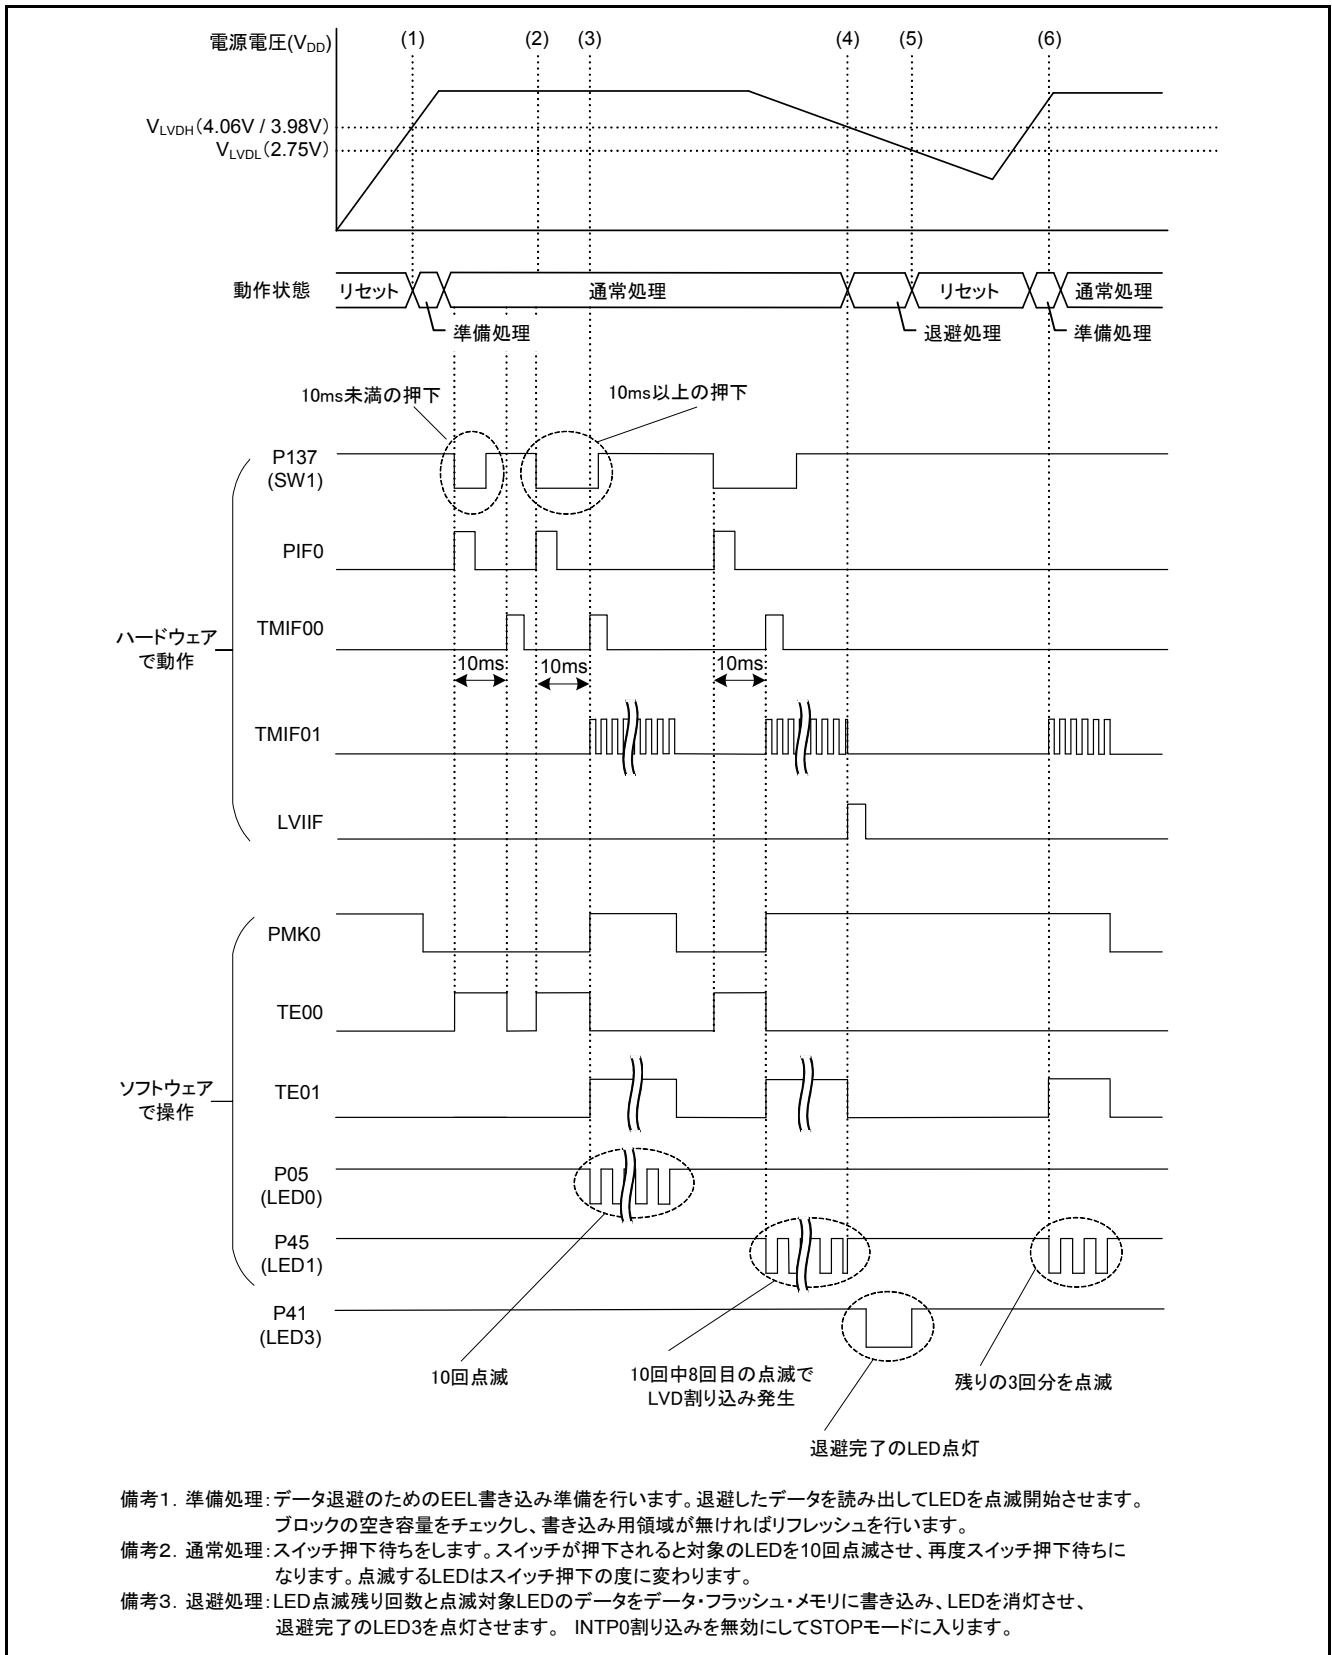 電源電圧(VDD)
(1)
(2)
(3)
(4)
(5)
(6)
VLVDH(4.06V / 3.98V)
VLVDL(2.75V)
動作状態
リセット
通常処理
リセット
通常処理
準備処理
退避処理
準備処理
10ms未満の押下
10ms以上の押下
P137
(SW1)
PIF0
TMIF00
10ms
10ms
10ms
ハードウェア
で動作
TMIF01
LVIIF
PMK0
TE00
TE01
ソフトウェア
で操作
P05
(LED0)
P45
(LED1)
P41
(LED3)
10回点滅
10回中8回目の点滅で
LVD割り込み発生
残りの3回分を点滅
退避完了のLED点灯
備考1. 準備処理:データ退避のためのEEL書き込み準備を行います。退避したデータを読み出してLEDを点滅開始させます。
ブロックの空き容量をチェックし、書き込み用領域が無ければリフレッシュを行います。
備考2. 通常処理:スイッチ押下待ちをします。スイッチが押下されると対象のLEDを10回点滅させ、再度スイッチ押下待ちに
なります。点滅するLEDはスイッチ押下の度に変わります。
備考3. 退避処理:LED点滅残り回数と点滅対象LEDのデータをデータ・フラッシュ・メモリに書き込み、LEDを消灯させ、
退避完了のLED3を点灯させます。 INTP0割り込みを無効にしてSTOPモードに入ります。